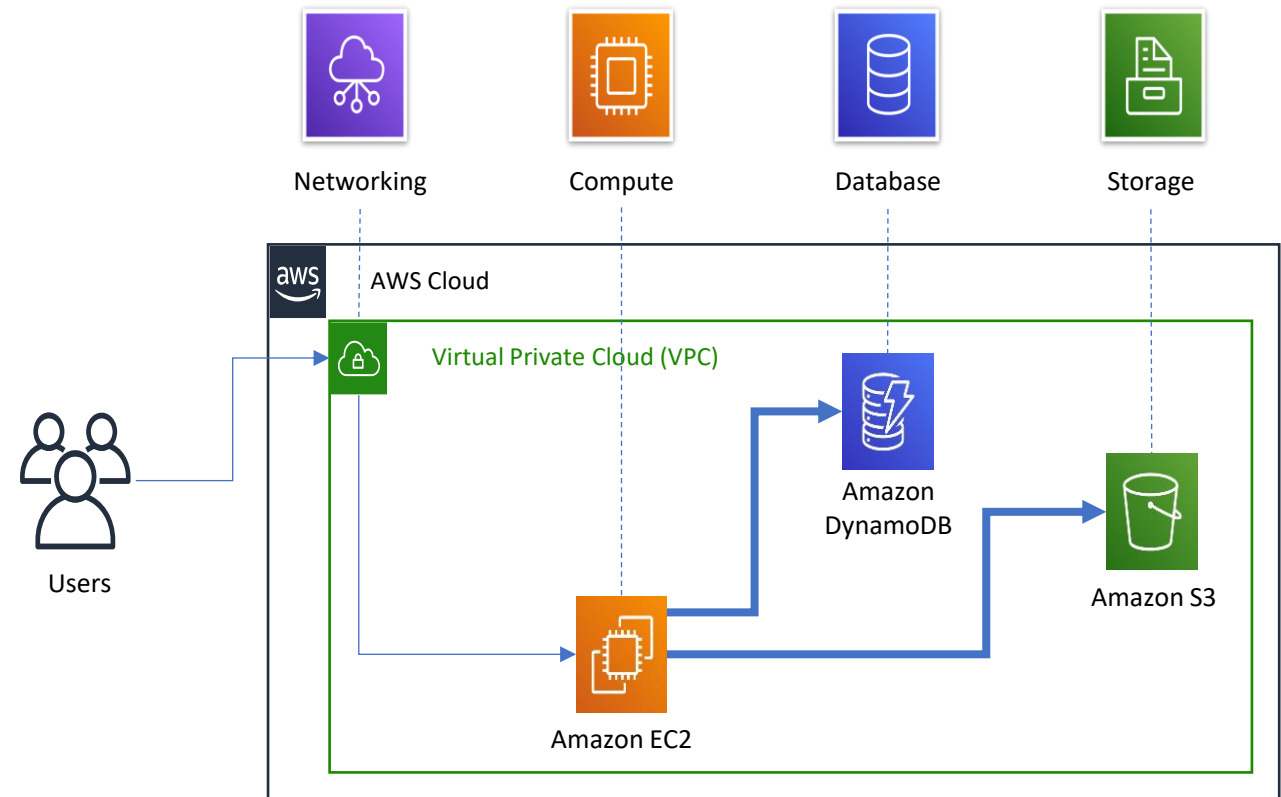 Networking
Compute
Database
Storage
aws
AWS Cloud
Virtual Private Cloud (VPC)
Amazon
DynamoDB
Users
Amazon S3
Amazon EC2